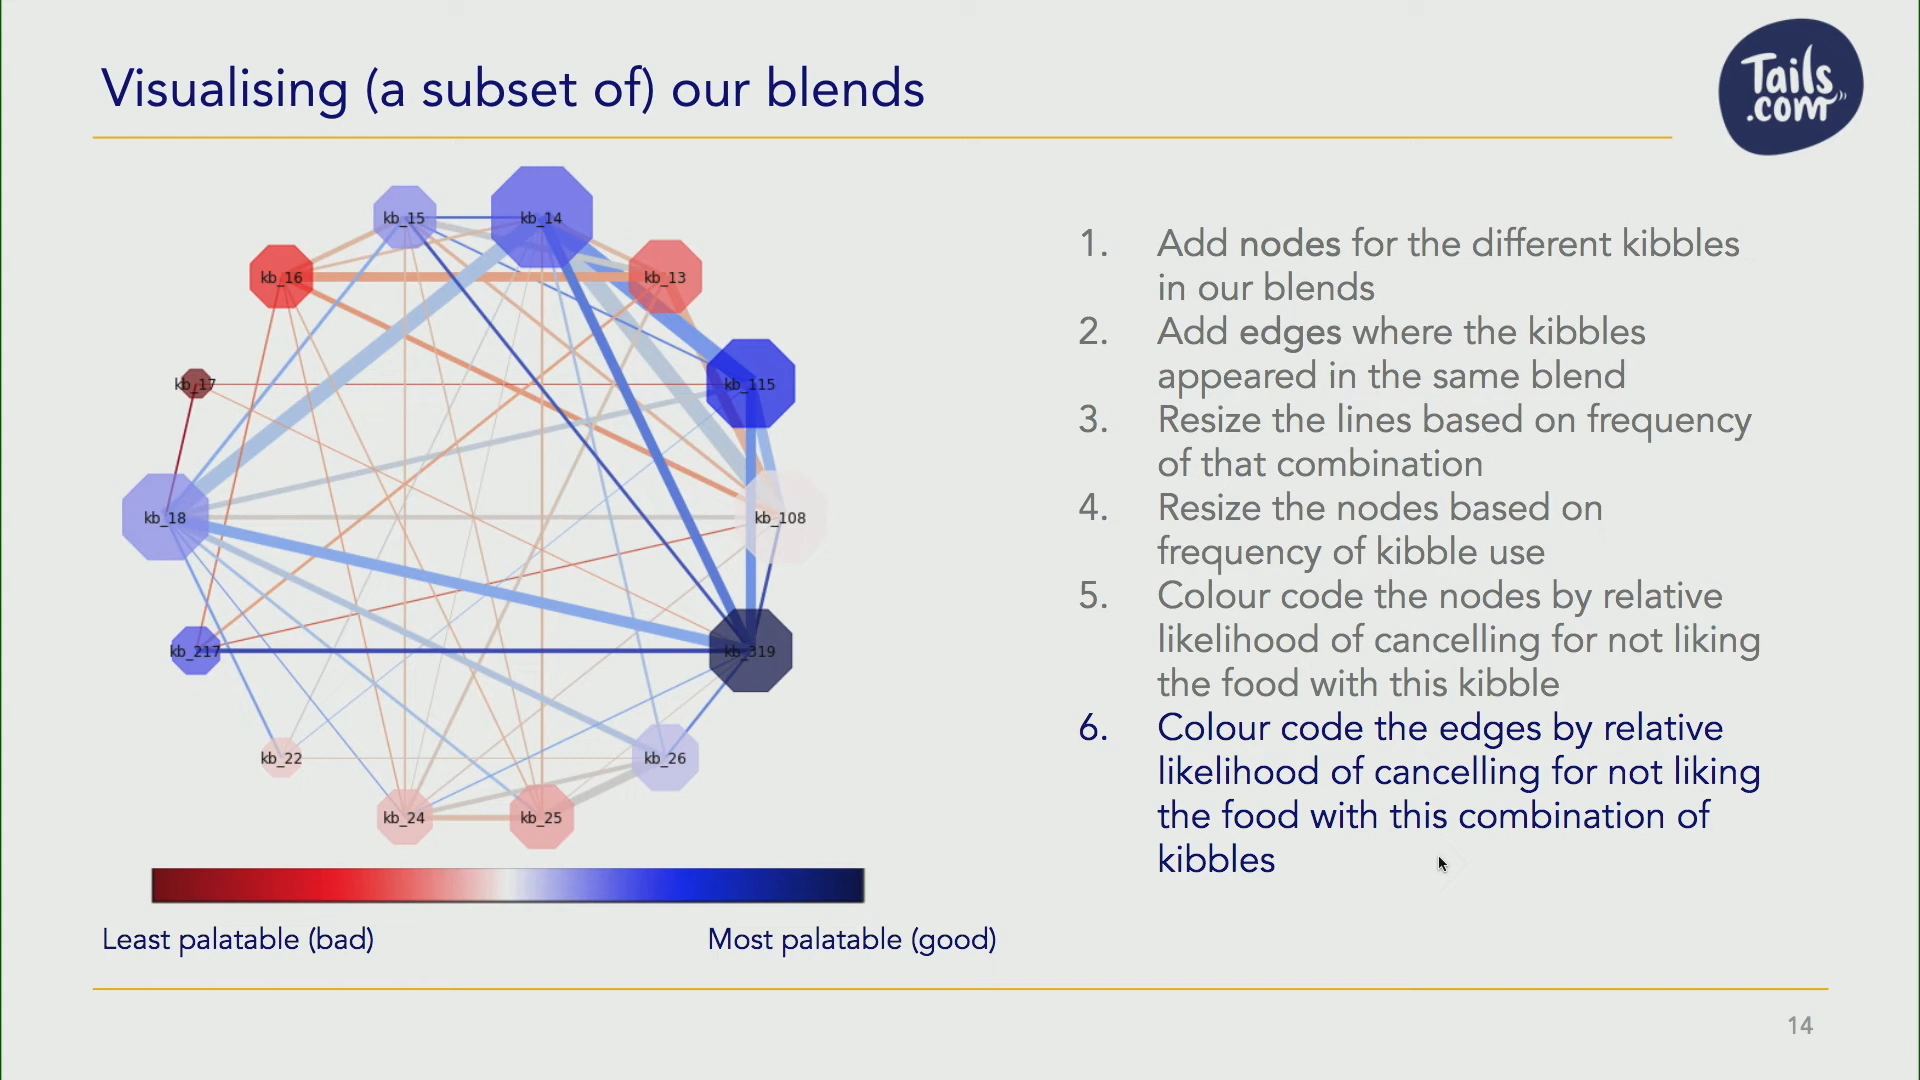 Visualising (a subset of) our blends
Tails
.com
kb_15
kb_14
kb_16
kb_13
kb_17
kb_115
kb_18
kb_108
kb_217
kb_319
kb_22
kb_26
kb_24
kb_25
Least palatable (bad)
Most palatable (good)
1. Add nodes for the different kibbles
in our blends
2. Add edges where the kibbles
appeared in the same blend
3. Resize the lines based on frequency
of that combination
4. Resize the nodes based on
frequency of kibble use
5. Colour code the nodes by relative
likelihood of cancelling for not liking
the food with this kibble
6. Colour code the edges by relative
likelihood of cancelling for not liking
the food with this combination of
kibbles
14